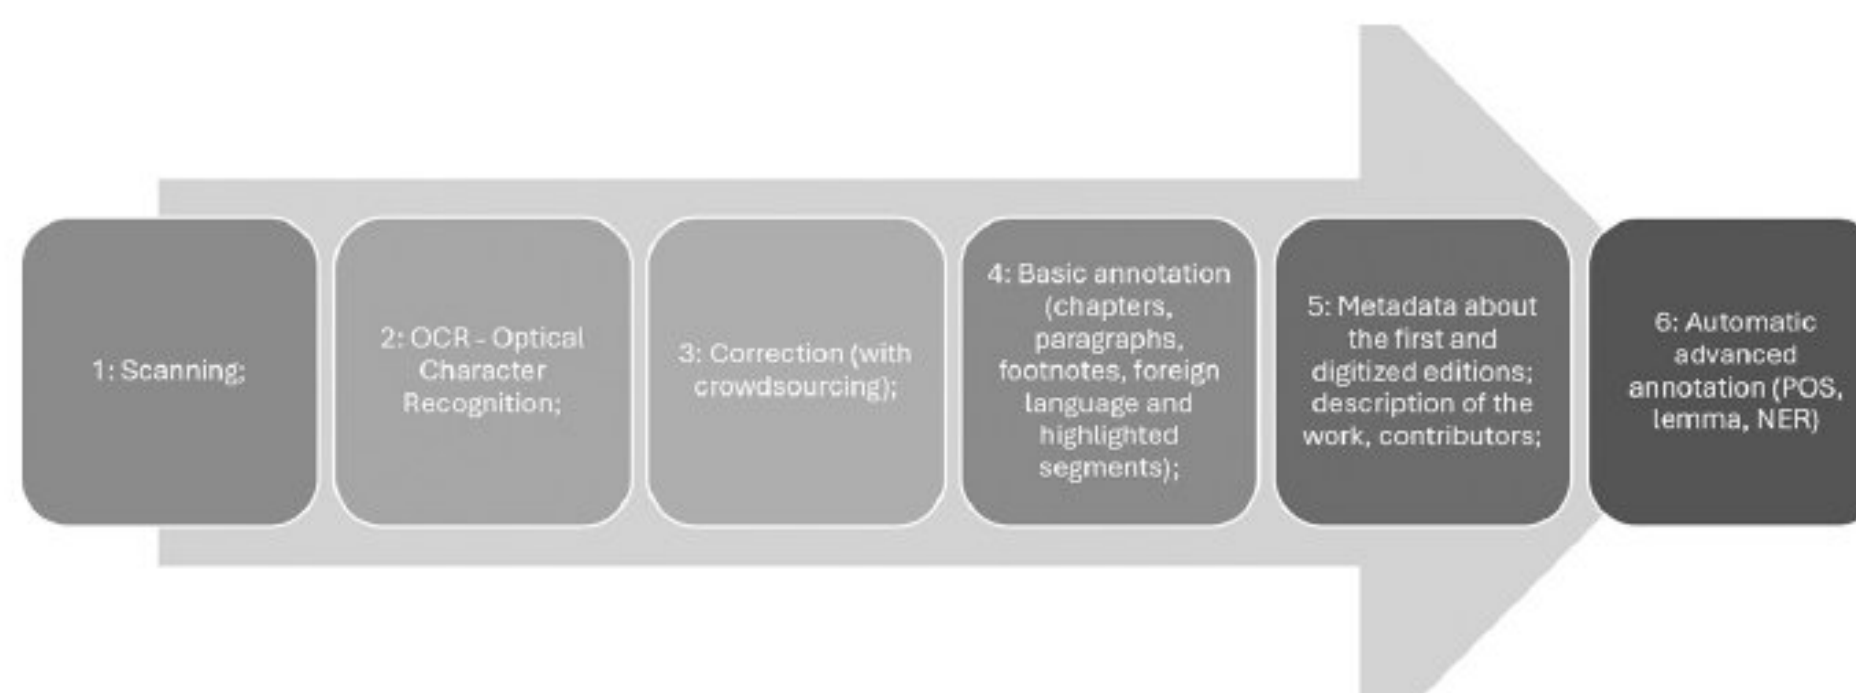 1: Scanning;
2: OCR - Optical
Character
Recognition;
3: Correction (with
crowdsourcing);
4: Basic annotation
(chapters,
paragraphs,
footnotes, foreign
language and
highlighted
segments);
5: Metadata about
the first and
digitized editions;
description of the
work, contributors;
6: Automatic
advanced
annotation (POS,
lemma, NER)